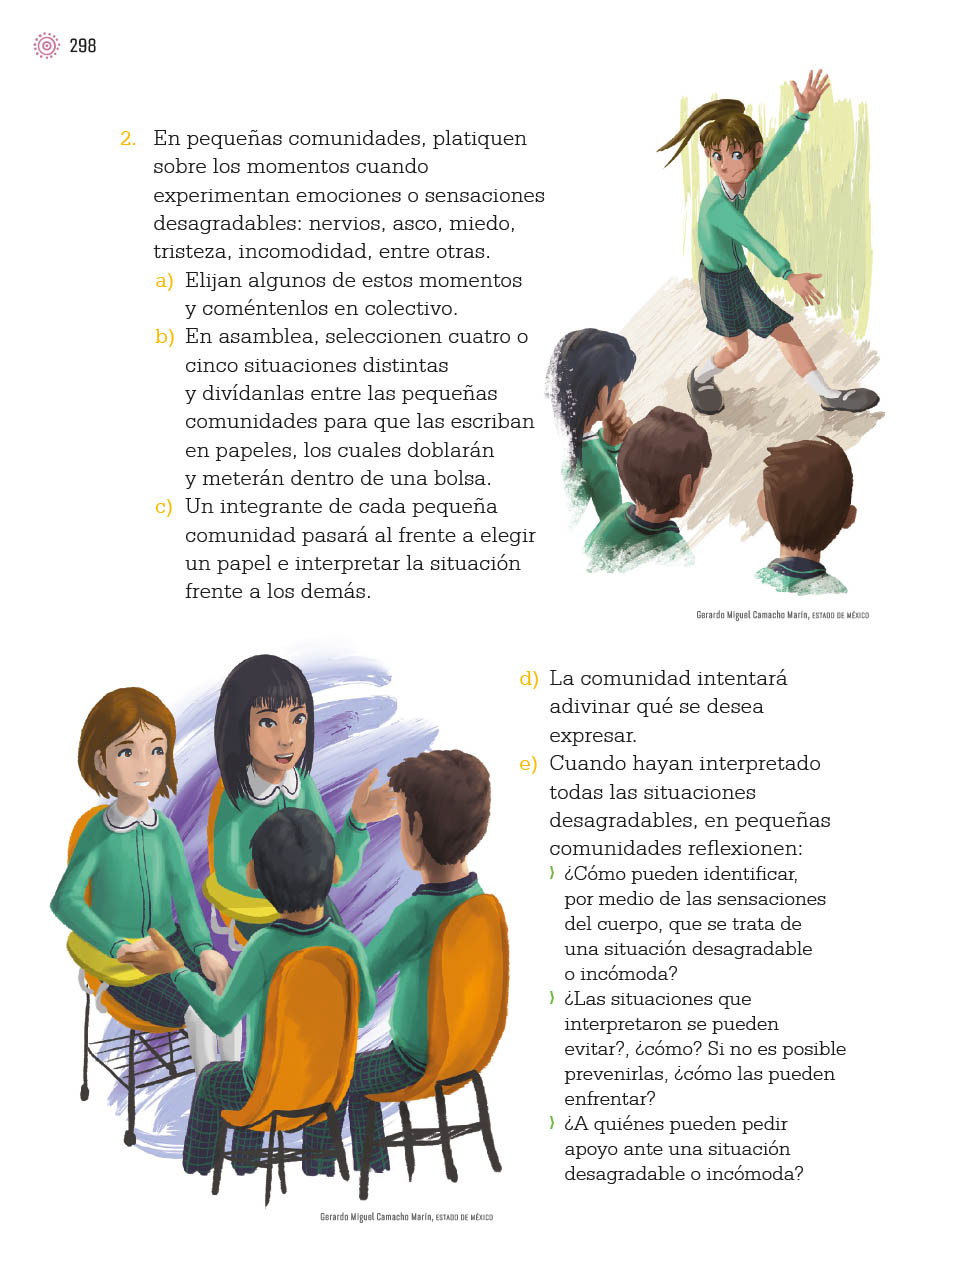 298
2. En pequeñas comunidades, platiquen
sobre los momentos cuando
experimentan emociones o sensaciones
desagradables: nervios, asco, miedo,
tristeza, incomodidad, entre otras.
a) Elijan algunos de estos momentos
y coméntenlos en colectivo.
b) En asamblea, seleccionen cuatro o
cinco situaciones distintas
y divídanlas entre las pequeñas
comunidades para que las escriban
en papeles, los cuales doblarán
y meterán dentro de una bolsa.
c) Un integrante de cada pequeña
comunidad pasará al frente a elegir
un papel e interpretar la situación
frente a los demás.
Gerardo Miguel Camacho Marín, ESTADO DE MÉXICO
d) La comunidad intentará
adivinar qué se desea
expresar.
e) Cuando hayan interpretado
todas las situaciones
desagradables, en pequeñas
comunidades reflexionen:
⟩ ¿Cómo pueden identificar,
por medio de las sensaciones
del cuerpo, que se trata de
una situación desagradable
o incómoda?
⟩ ¿Las situaciones que
interpretaron se pueden
evitar?, ¿cómo? Si no es posible
prevenirlas, ¿cómo las pueden
enfrentar?
⟩ ¿A quiénes pueden pedir
apoyo ante una situación
desagradable o incómoda?
Gerardo Miguel Camacho Marín, ESTADO DE MÉXICO